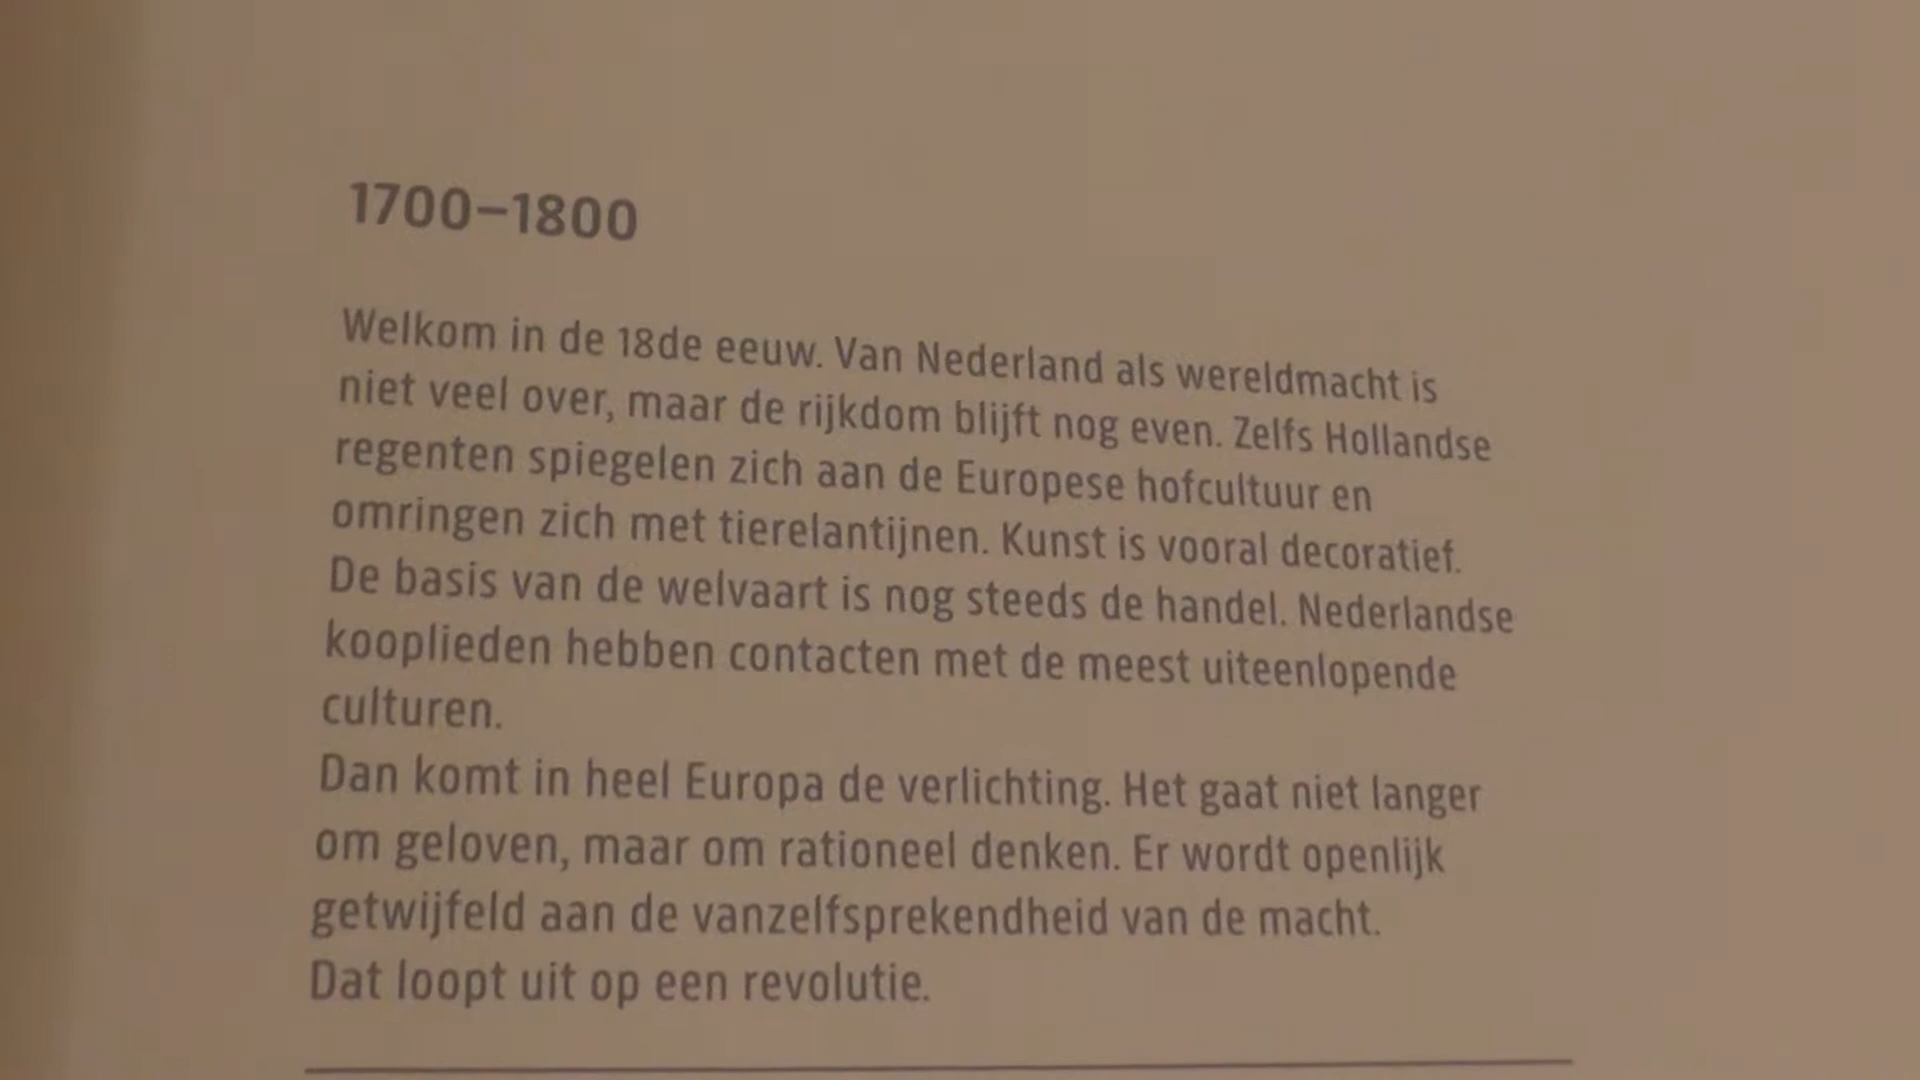 1700–1800
Welkom in de 18de eeuw. Van Nederland als wereldmacht is
niet veel over, maar de rijkdom blijft nog even. Zelfs Hollandse
regenten spiegelen zich aan de Europese hofcultuur en
omringen zich met tierelantijnen. Kunst is vooral decoratief.
De basis van de welvaart is nog steeds de handel. Nederlandse
kooplieden hebben contacten met de meest uiteenlopende
culturen.
Dan komt in heel Europa de verlichting. Het gaat niet langer
om geloven, maar om rationeel denken. Er wordt openlijk
getwijfeld aan de vanzelfsprekendheid van de macht.
Dat loopt uit op een revolutie.